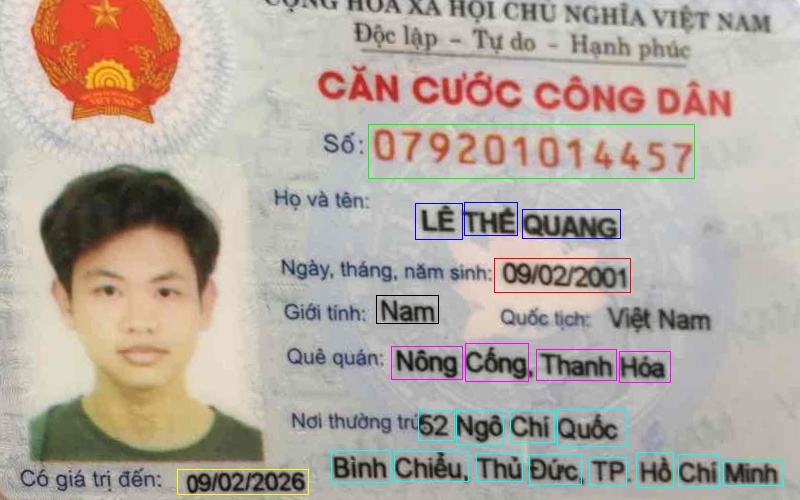 CỘNG HÒA XÃ HỘI CHỦ NGHĨA VIỆT NAM
Độc lập – Tự do – Hạnh phúc
CĂN CƯỚC CÔNG DÂN
Số: 079201014457
Họ và tên:
LÊ THẾ QUANG
Ngày, tháng, năm sinh: 09/02/2001
Giới tính: Nam Quốc tịch: Việt Nam
Quê quán: Nông Cống, Thanh Hóa
Nơi thường trú 52 Ngô Chí Quốc
Bình Chiểu, Thủ Đức, TP. Hồ Chí Minh
Có giá trị đến: 09/02/2026